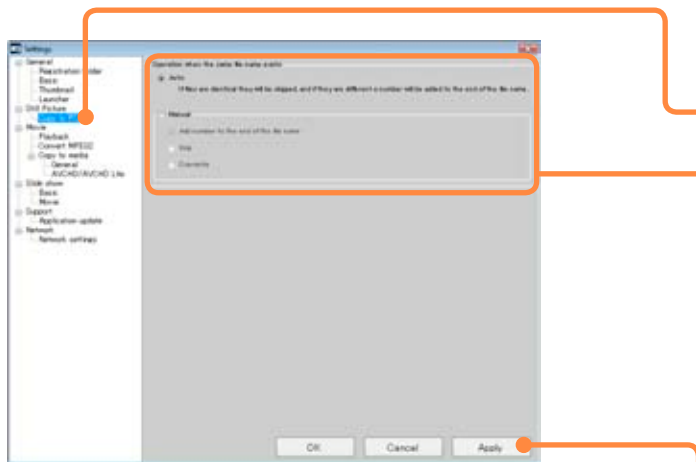 Settings
General
Registration folder
Basic
Thumbnail
Launcher
Still Picture
Copy to PC
Movie
Playback
Convert MPEG2
Copy to media
General
AVCHD/AVCHD Lite
Slide show
Basic
Movie
Support
Application update
Network
Network settings
Operation when the same file name exists
Auto
If files are identical they will be skipped, and if they are different a number will be added to the end of the file name.
Manual
Add number to the end of the file name
Skip
Overwrite
OK
Cancel
Apply